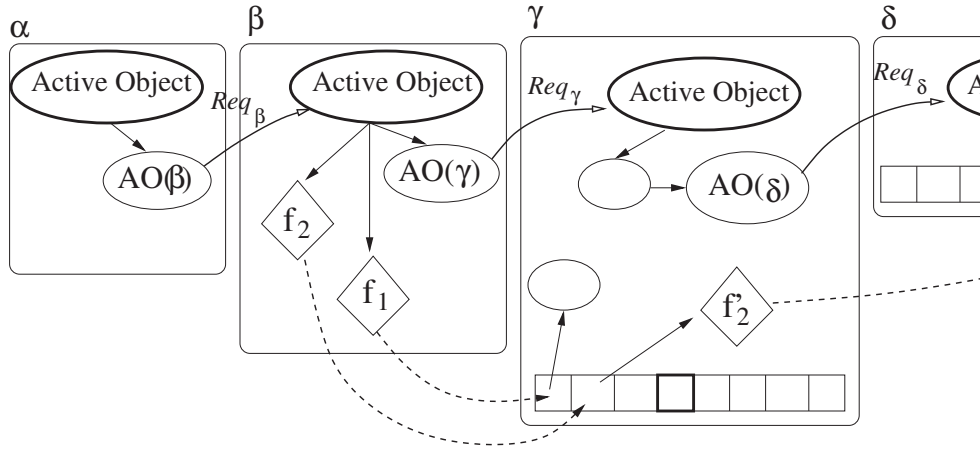 α
β
γ
δ
Active Object
Active Object
Active Object
A
Req_β
Req_γ
Req_δ
AO(β)
AO(γ)
AO(δ)
f_2
f_1
f'_2